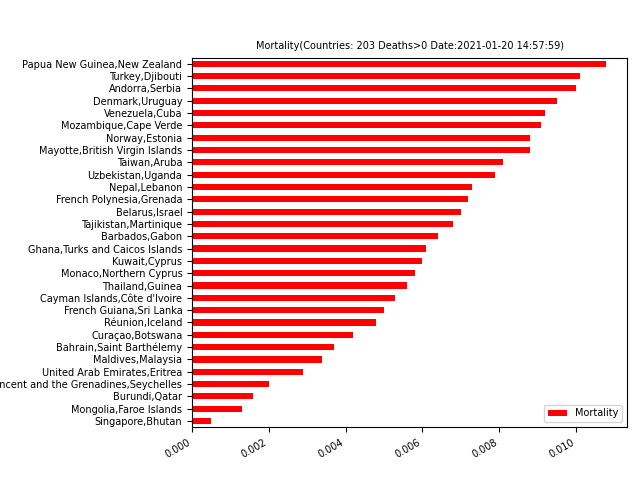 Mortality(Countries: 203 Deaths>0 Date:2021-01-20 14:57:59)
Papua New Guinea,New Zealand
Turkey,Djibouti
Andorra,Serbia
Denmark,Uruguay
Venezuela,Cuba
Mozambique,Cape Verde
Norway,Estonia
Mayotte,British Virgin Islands
Taiwan,Aruba
Uzbekistan,Uganda
Nepal,Lebanon
French Polynesia,Grenada
Belarus,Israel
Tajikistan,Martinique
Barbados,Gabon
Ghana,Turks and Caicos Islands
Kuwait,Cyprus
Monaco,Northern Cyprus
Thailand,Guinea
Cayman Islands,Côte d'Ivoire
French Guiana,Sri Lanka
Réunion,Iceland
Curaçao,Botswana
Bahrain,Saint Barthélemy
Maldives,Malaysia
United Arab Emirates,Eritrea
ncent and the Grenadines,Seychelles
Burundi,Qatar
Mongolia,Faroe Islands
Singapore,Bhutan
Mortality
0.000 0.002 0.004 0.006 0.008 0.010